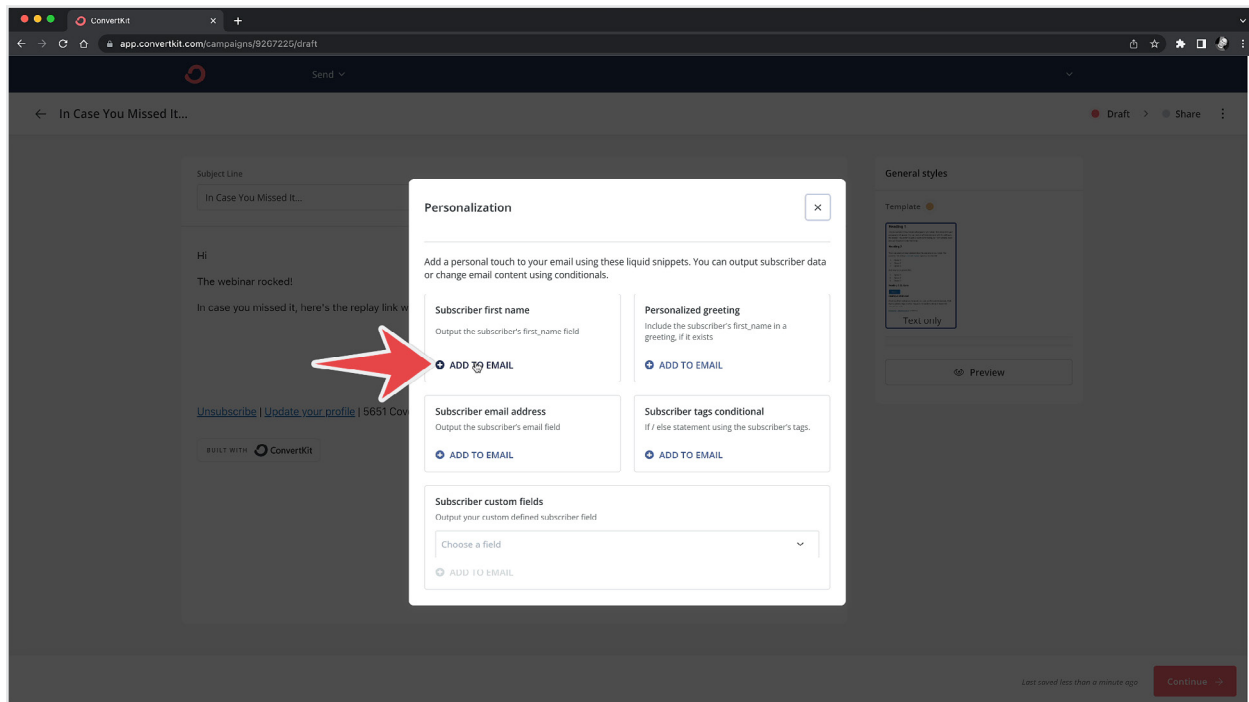 ConvertKit
app.convertkit.com/campaigns/9267225/draft
Send
In Case You Missed It...
Draft
Share
Subject Line
In Case You Missed It...
Hi
The webinar rocked!
In case you missed it, here's the replay link w
Unsubscribe | Update your profile | 5651 Cov
BUILT WITH ConvertKit
Personalization
Add a personal touch to your email using these liquid snippets. You can output subscriber data
or change email content using conditionals.
Subscriber first name
Output the subscriber's first_name field
ADD TO EMAIL
Personalized greeting
Include the subscriber's first_name in a
greeting, if it exists
ADD TO EMAIL
Subscriber email address
Output the subscriber's email field
ADD TO EMAIL
Subscriber tags conditional
If / else statement using the subscriber's tags.
ADD TO EMAIL
Subscriber custom fields
Output your custom defined subscriber field
Choose a field
ADD TO EMAIL
General styles
Template
Text only
Preview
Last saved less than a minute ago
Continue